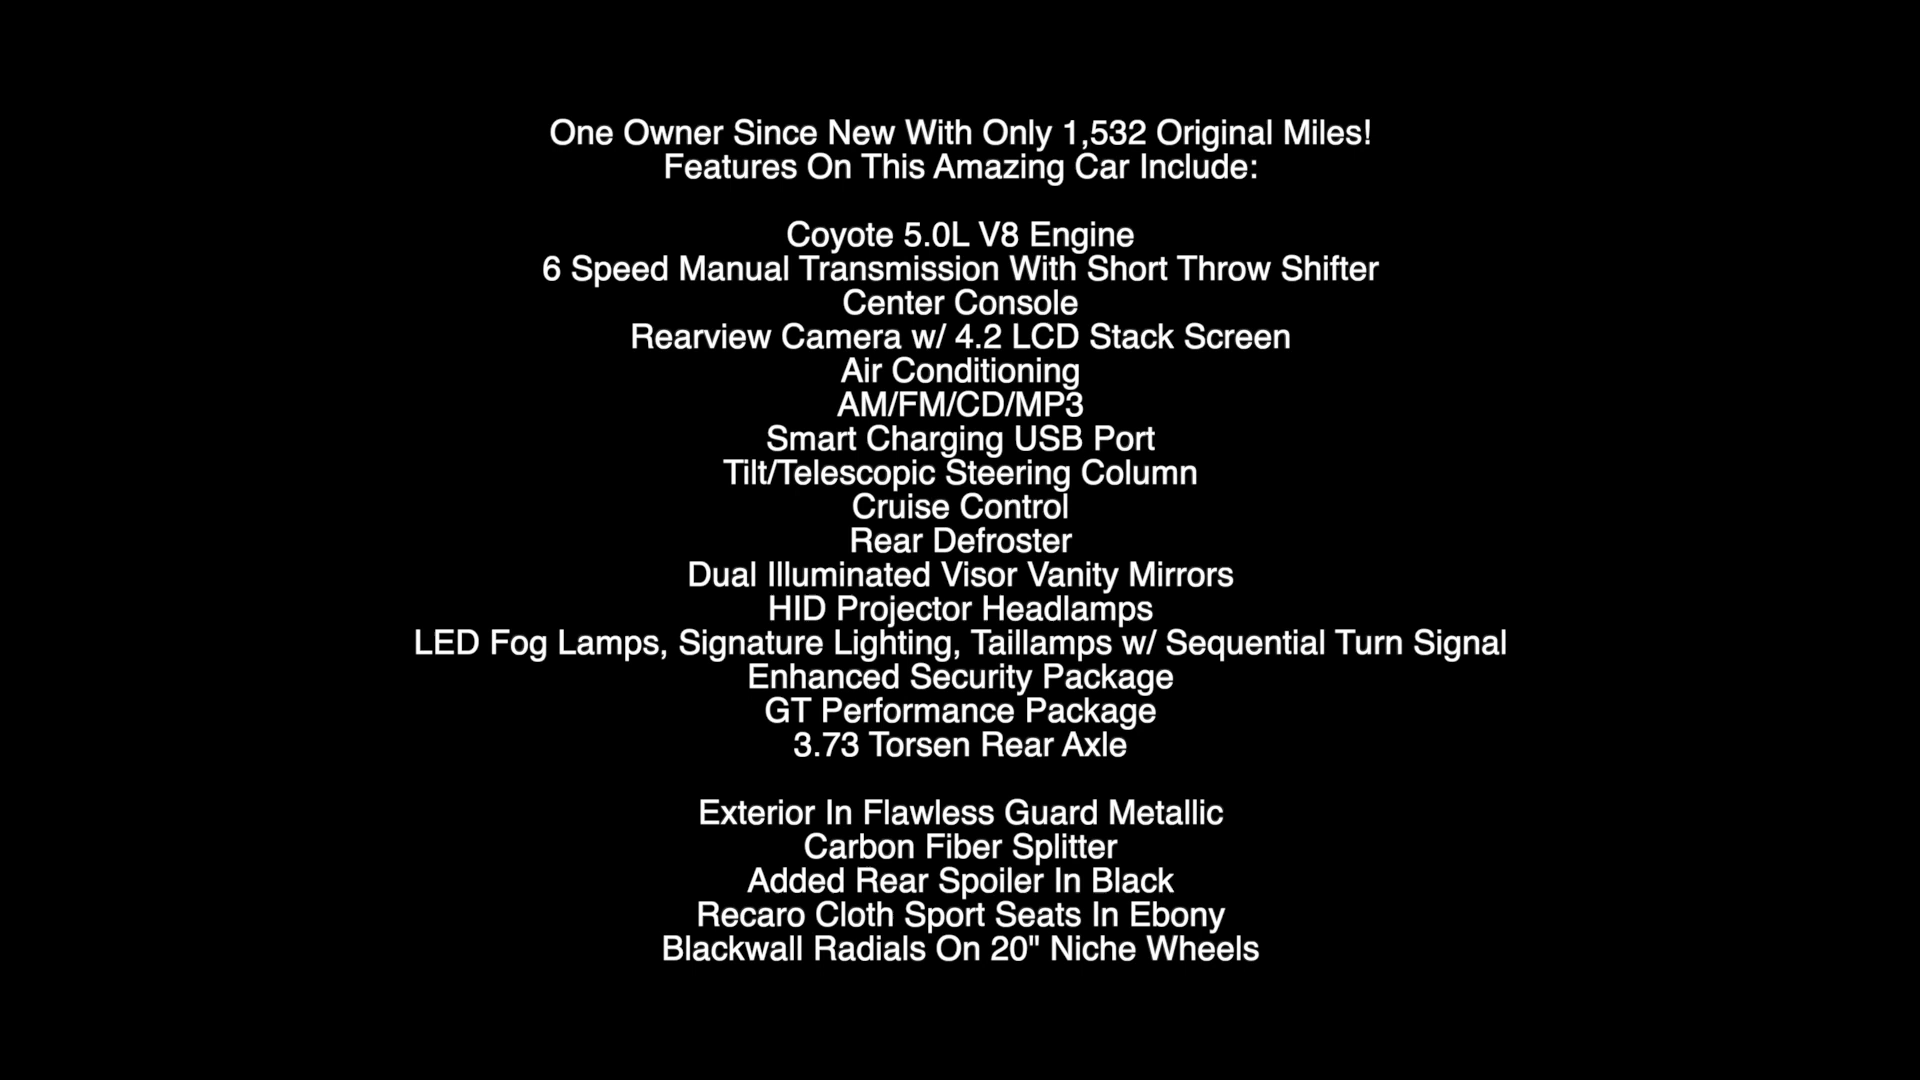 One Owner Since New With Only 1,532 Original Miles!
Features On This Amazing Car Include:
Coyote 5.0L V8 Engine
6 Speed Manual Transmission With Short Throw Shifter
Center Console
Rearview Camera w/ 4.2 LCD Stack Screen
Air Conditioning
AM/FM/CD/MP3
Smart Charging USB Port
Tilt/Telescopic Steering Column
Cruise Control
Rear Defroster
Dual Illuminated Visor Vanity Mirrors
HID Projector Headlamps
LED Fog Lamps, Signature Lighting, Taillamps w/ Sequential Turn Signal
Enhanced Security Package
GT Performance Package
3.73 Torsen Rear Axle
Exterior In Flawless Guard Metallic
Carbon Fiber Splitter
Added Rear Spoiler In Black
Recaro Cloth Sport Seats In Ebony
Blackwall Radials On 20" Niche Wheels